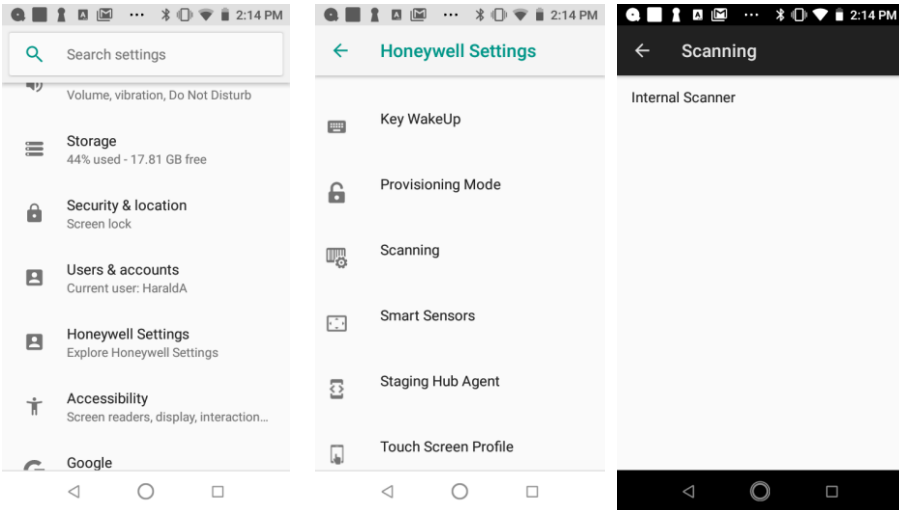 2:14 PM
Search settings
Volume, vibration, Do Not Disturb
Storage
44% used - 17.81 GB free
Security & location
Screen lock
Users & accounts
Current user: HaraldA
Honeywell Settings
Explore Honeywell Settings
Accessibility
Screen readers, display, interaction...
Google
2:14 PM
Honeywell Settings
Key WakeUp
Provisioning Mode
Scanning
Smart Sensors
Staging Hub Agent
Touch Screen Profile
2:14 PM
Scanning
Internal Scanner